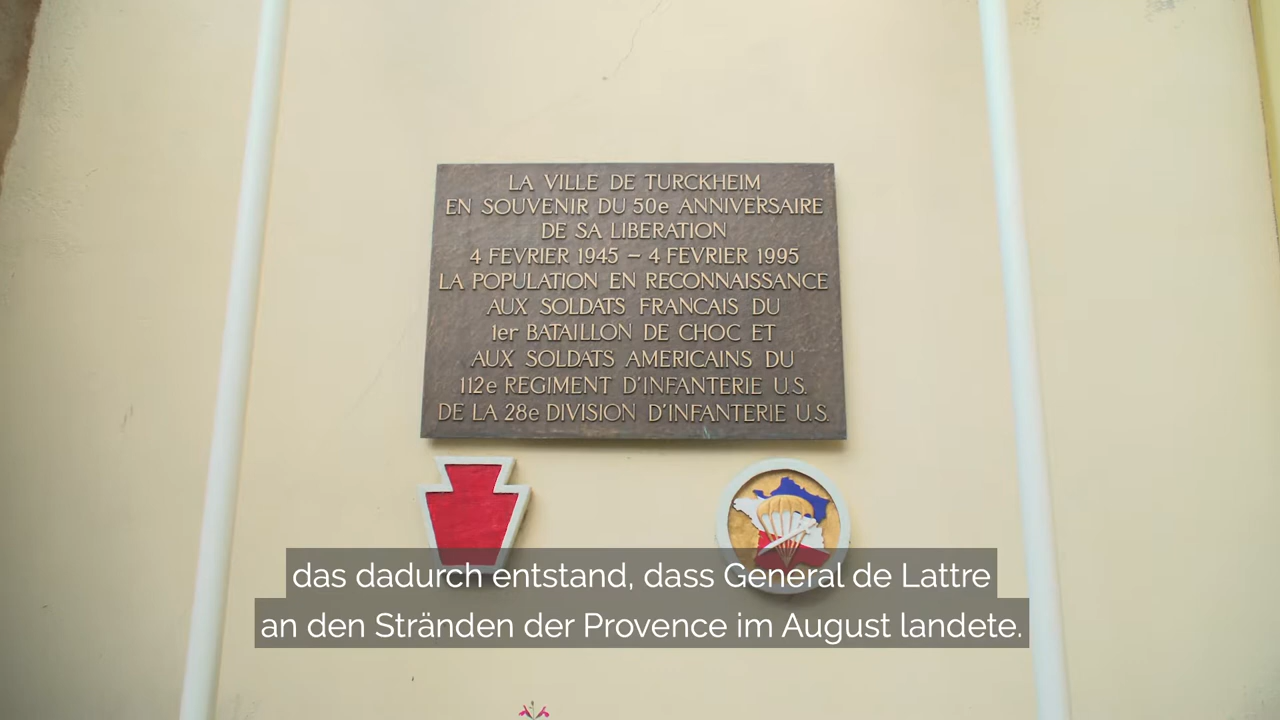 LA VILLE DE TURCKHEIM
EN SOUVENIR DU 50e ANNIVERSAIRE
DE SA LIBERATION
4 FEVRIER 1945 – 4 FEVRIER 1995
LA POPULATION EN RECONNAISSANCE
AUX SOLDATS FRANCAIS DU
1er BATAILLON DE CHOC ET
AUX SOLDATS AMERICAINS DU
112e REGIMENT D'INFANTERIE U.S.
DE LA 28e DIVISION D'INFANTERIE U.S.
das dadurch entstand, dass General de Lattre
an den Stränden der Provence im August landete.